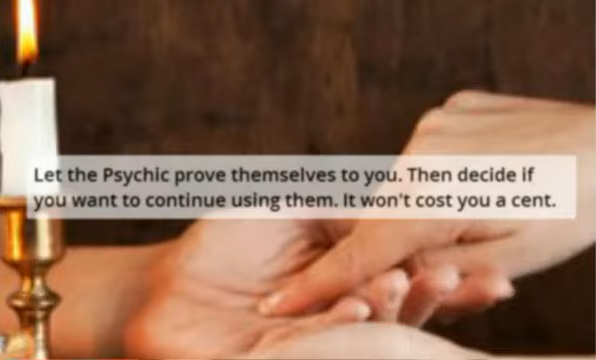 Let the Psychic prove themselves to you. Then decide if
you want to continue using them. It won't cost you a cent.